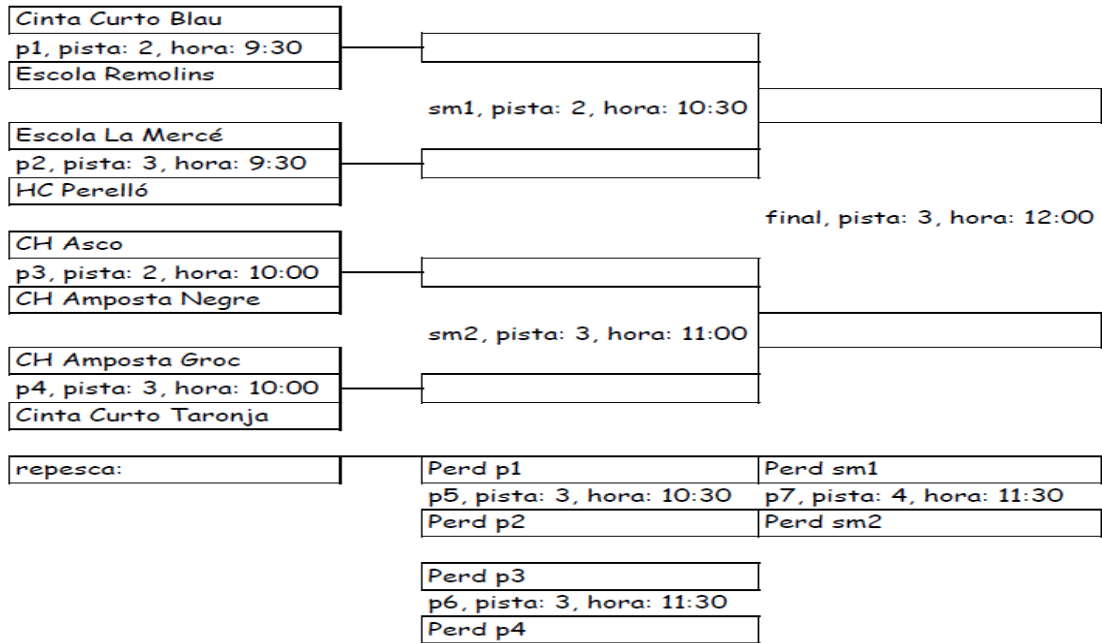 Cinta Curto Blau
p1, pista: 2, hora: 9:30
Escola Remolins
sm1, pista: 2, hora: 10:30
Escola La Mercé
p2, pista: 3, hora: 9:30
HC Perelló
final, pista: 3, hora: 12:00
CH Asco
p3, pista: 2, hora: 10:00
CH Amposta Negre
sm2, pista: 3, hora: 11:00
CH Amposta Groc
p4, pista: 3, hora: 10:00
Cinta Curto Taronja
repesca:
Perd p1
Perd sm1
p5, pista: 3, hora: 10:30
p7, pista: 4, hora: 11:30
Perd p2
Perd sm2
Perd p3
p6, pista: 3, hora: 11:30
Perd p4